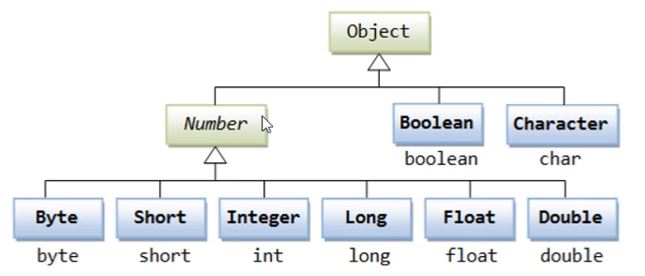 Object
Number Boolean Character
boolean char
Byte Short Integer Long Float Double
byte short int long float double